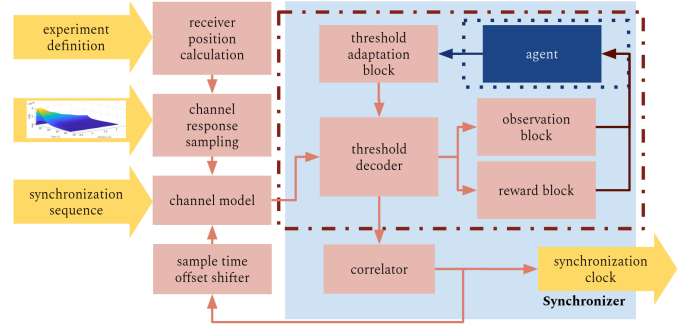 experiment
definition
receiver
position
calculation
threshold
adaptation
block
agent
channel
response
sampling
threshold
decoder
observation
block
reward block
synchronization
sequence
channel model
sample time
offset shifter
correlator
synchronization
clock
Synchronizer